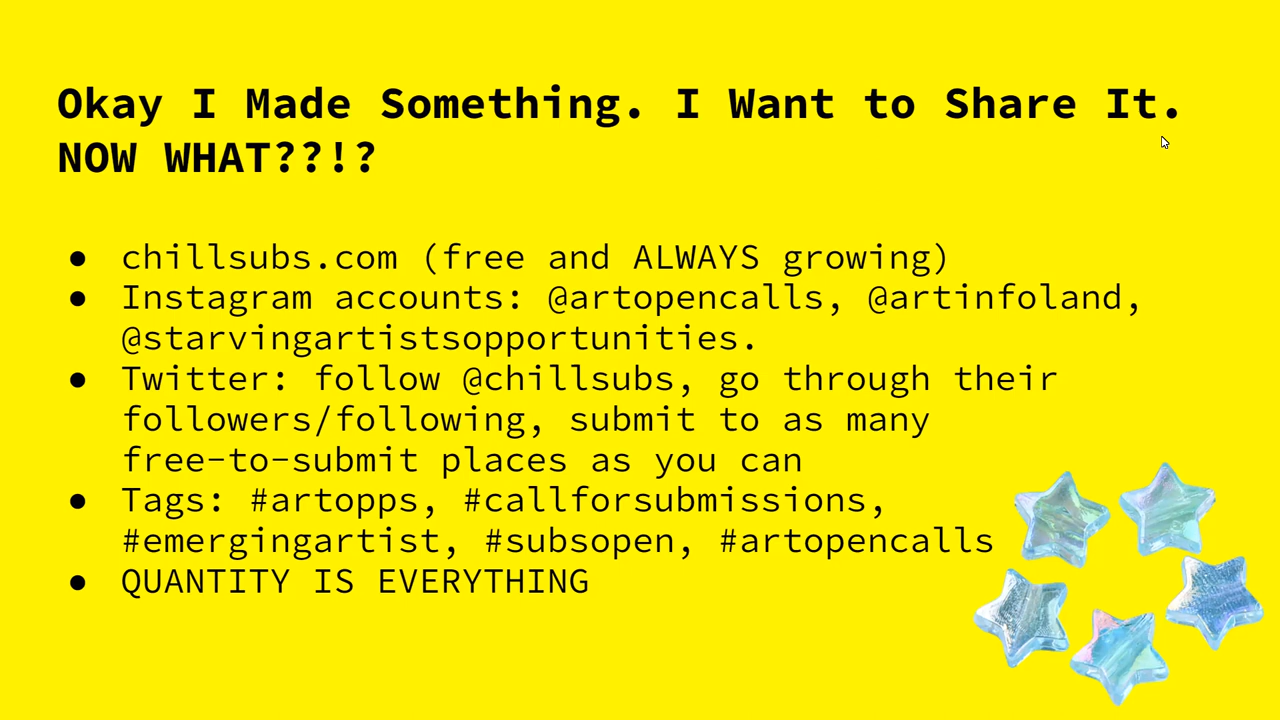 Okay I Made Something. I Want to Share It.
NOW WHAT??!?
● chillsubs.com (free and ALWAYS growing)
● Instagram accounts: @artopencalls, @artinfoland,
@starvingartistsopportunities.
● Twitter: follow @chillsubs, go through their
followers/following, submit to as many
free-to-submit places as you can
● Tags: #artopps, #callforsubmissions,
#emergingartist, #subsopen, #artopencalls
● QUANTITY IS EVERYTHING